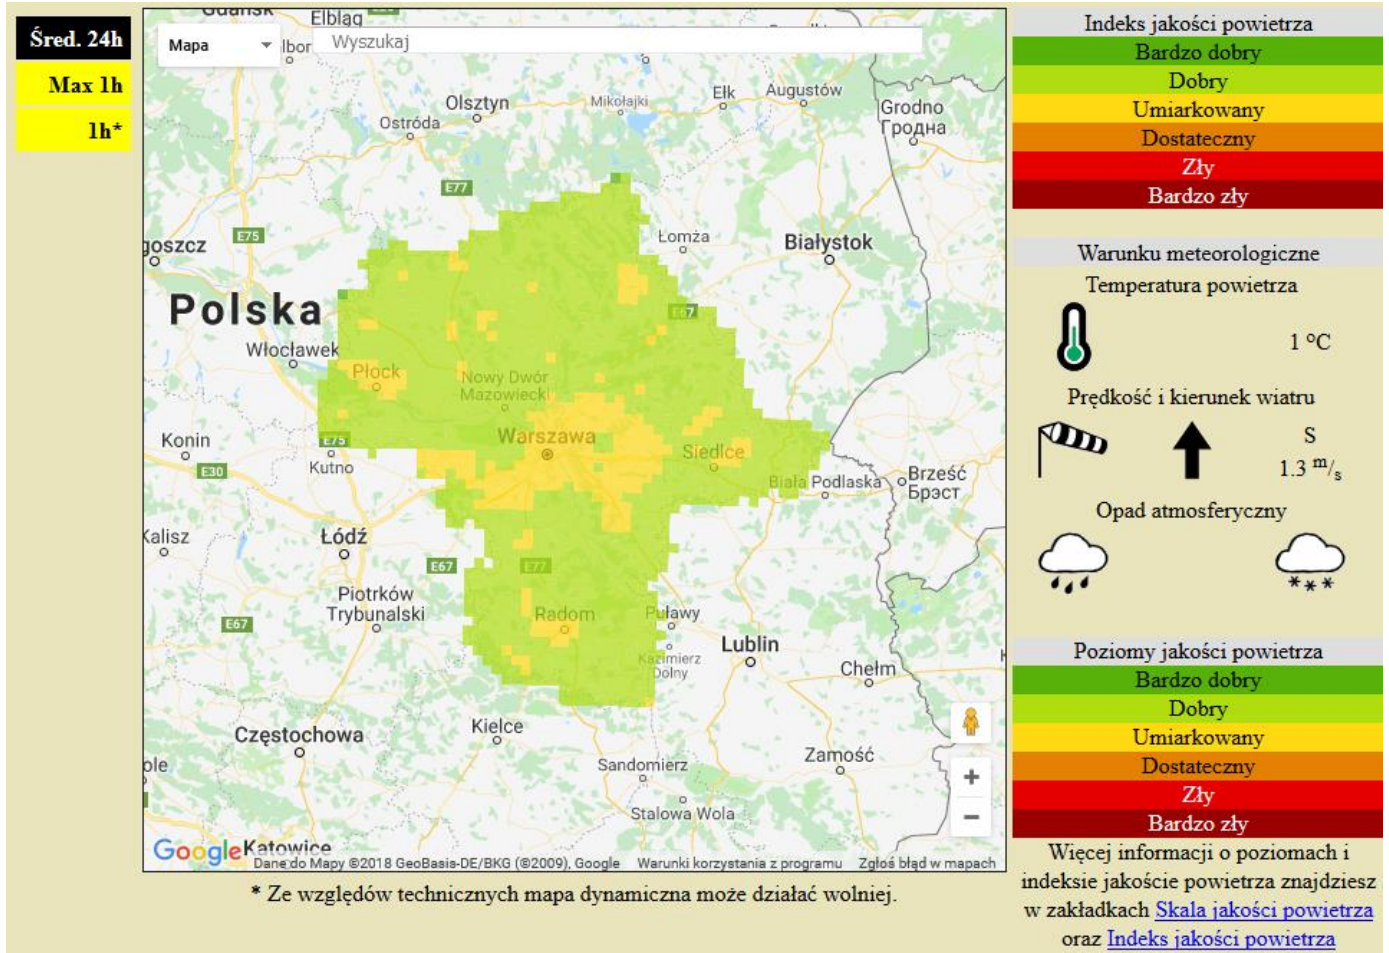 Śred. 24h
Max 1h
1h*
Gdańsk
Elbląg
Mapa
Wyszukaj
lbor
Olsztyn
Mikołajki
Ełk
Augustów
Ostróda
Grodno
Гродна
E77
Łomża
Białystok
goszcz
E75
Polska
E67
Włocławek
Płock
Nowy Dwór
Mazowiecki
Konin
E75
Warszawa
Siedlce
Kutno
E30
Biała Podlaska
Brześć
Брэст
Kalisz
Łódź
E67
E77
Piotrków
Trybunalski
Radom
Puławy
E67
Kazimierz
Dolny
Lublin
Chełm
Kielce
Częstochowa
ole
Sandomierz
Zamość
Stalowa Wola
Katowice
Google
Dane do Mapy ©2018 GeoBasis-DE/BKG (©2009), Google
Warunki korzystania z programu
Zgłoś błąd w mapach
+
−
* Ze względów technicznych mapa dynamiczna może działać wolniej.
Indeks jakości powietrza
Bardzo dobry
Dobry
Umiarkowany
Dostateczny
Zły
Bardzo zły
Warunku meteorologiczne
Temperatura powietrza
1 °C
Prędkość i kierunek wiatru
S
1.3 m/s
Opad atmosferyczny
Poziomy jakości powietrza
Bardzo dobry
Dobry
Umiarkowany
Dostateczny
Zły
Bardzo zły
Więcej informacji o poziomach i
indeksie jakoście powietrza znajdziesz
w zakładkach Skala jakości powietrza
oraz Indeks jakości powietrza